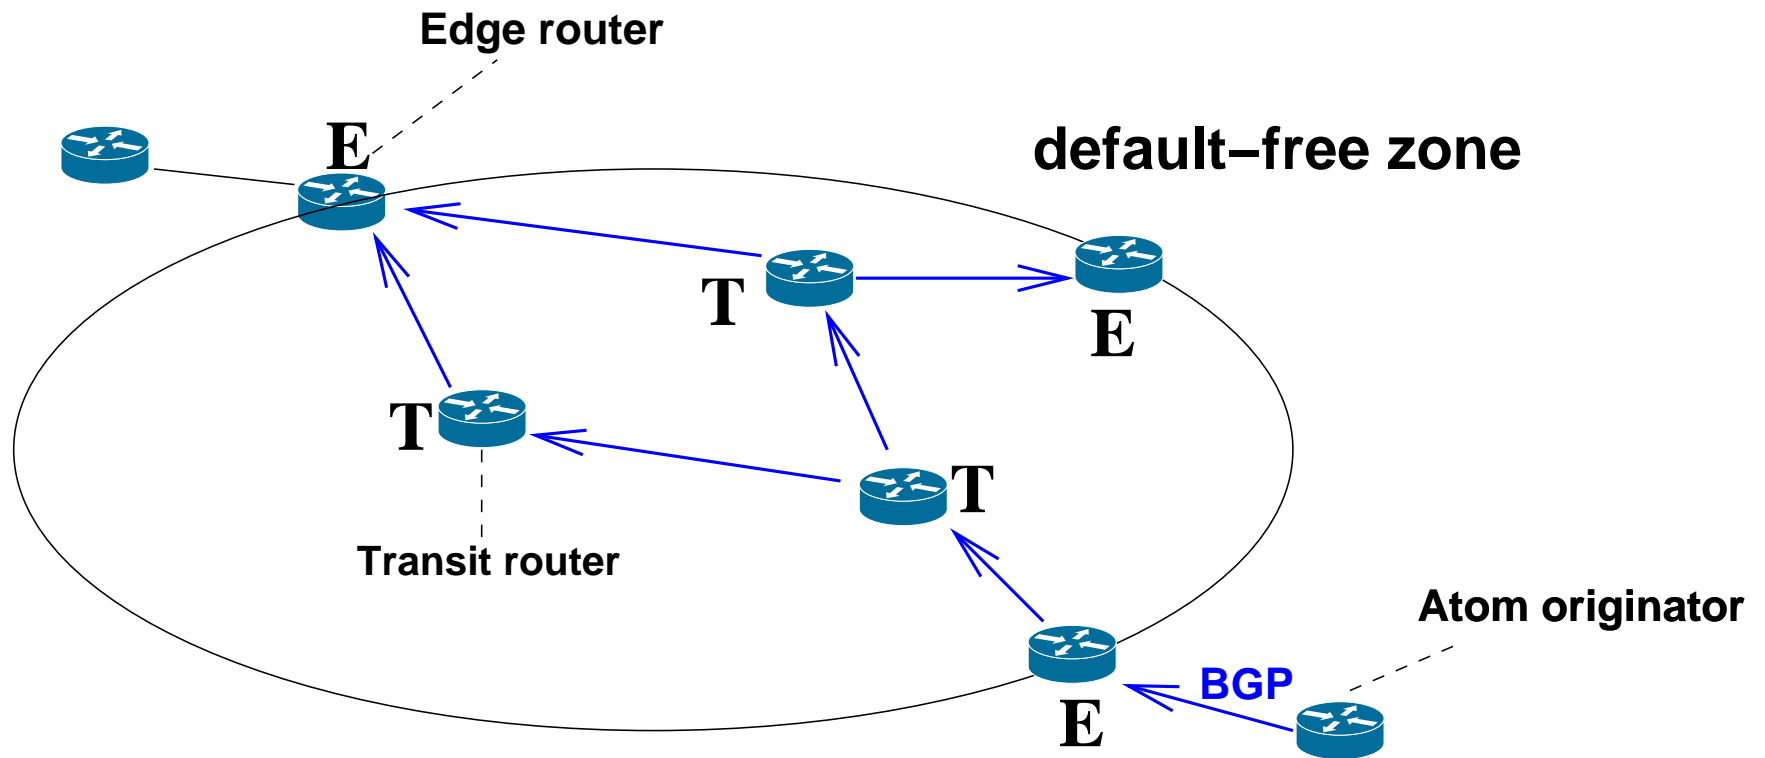 Edge router
E
default–free zone
T
E
T
T
Transit router
Atom originator
BGP
E